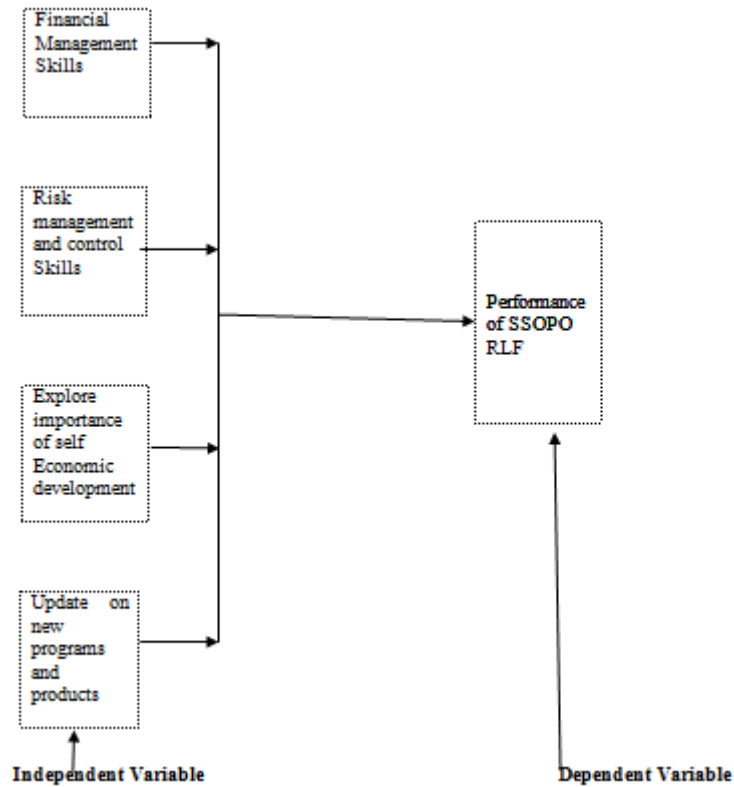 Financial
Management
Skills
Risk
management
and control
Skills
Explore
importance
of self
Economic
development
Update on
new
programs
and
products
Performance
of SSOPO
RLF
Independent Variable
Dependent Variable